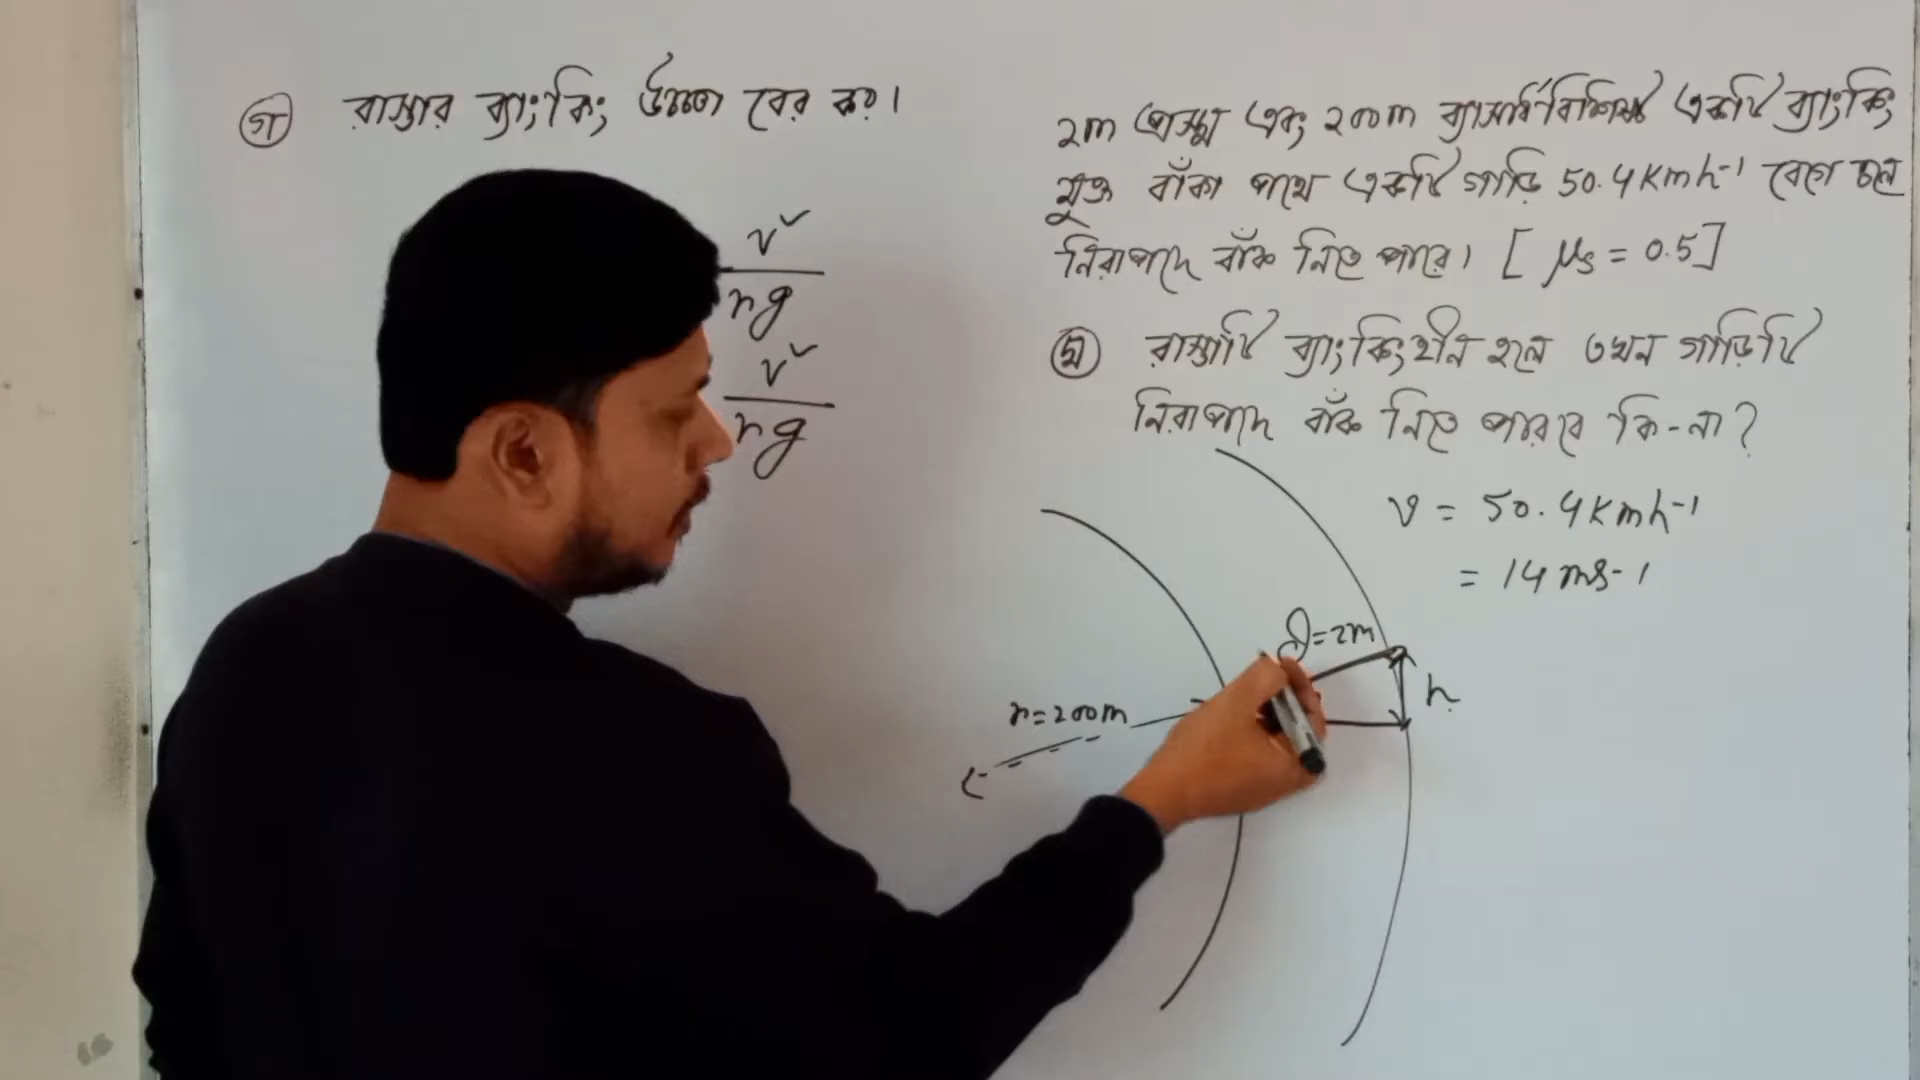 গ রাস্তার ব্যাংকিং উচ্চতা বের কর।
v²
rg
v²
rg
2m প্রস্থ এবং 200m ব্যাসার্ধবিশিষ্ট একটি ব্যাংকিং
যুক্ত বাঁকা পথে একটি গাড়ি 50.4 kmh-1 বেগে চলে
নিরাপদে বাঁক নিতে পারে। [μs = 0.5]
ঘ রাস্তাটি ব্যাংকিংহীন হলে তখন গাড়িটি
নিরাপদে বাঁক নিতে পারবে কি-না?
v = 50.4 kmh-1
= 14 ms-1
d=2m
h
r=200m